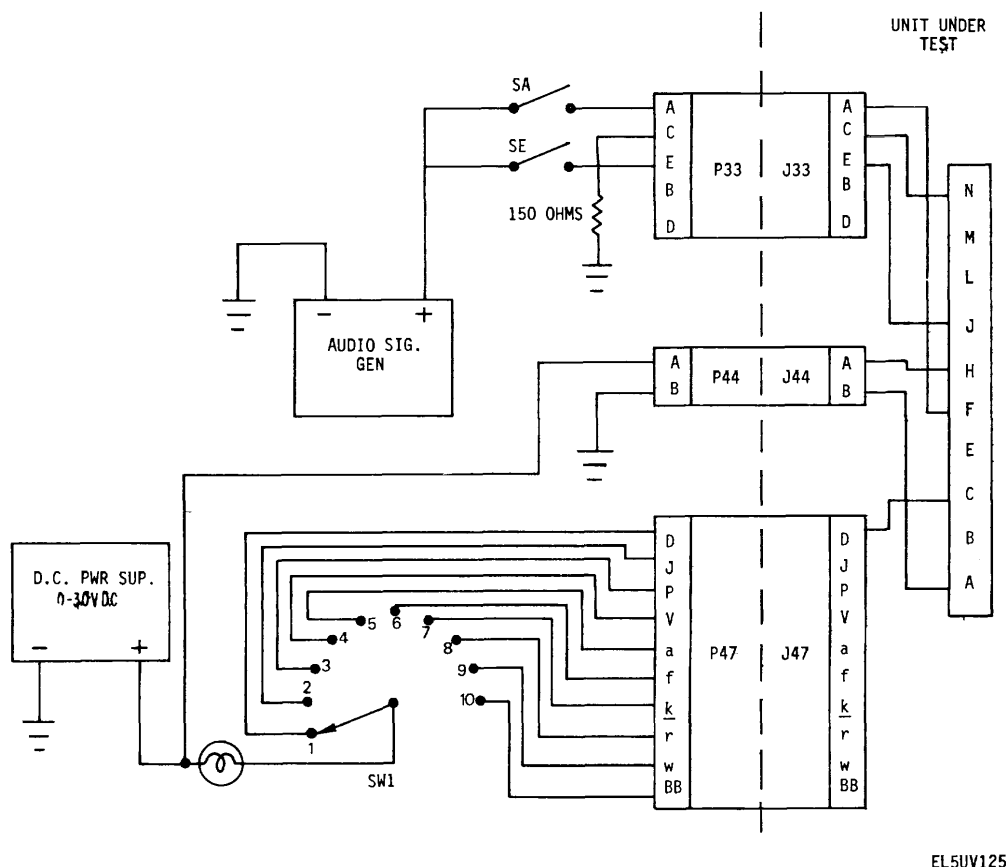 UNIT UNDER
TEST
SA
SE
150 OHMS
A
C
E
B
D
P33
J33
A
C
E
B
D
N
M
L
J
H
F
E
C
B
A
- +
AUDIO SIG.
GEN
A
B
P44
J44
A
B
D.C. PWR SUP.
0-30VDC
- +
1
2
3
4
5
6
7
8
9
10
SW1
D
J
P
V
a
f
k
r
w
BB
P47
J47
D
J
P
V
a
f
k
r
w
BB
EL5UV125